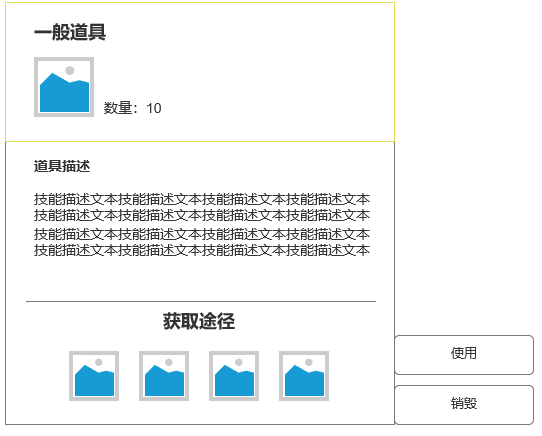 一般道具
数量：10
道具描述
技能描述文本技能描述文本技能描述文本技能描述文本
技能描述文本技能描述文本技能描述文本技能描述文本
技能描述文本技能描述文本技能描述文本技能描述文本
技能描述文本技能描述文本技能描述文本技能描述文本
获取途径
使用
销毁